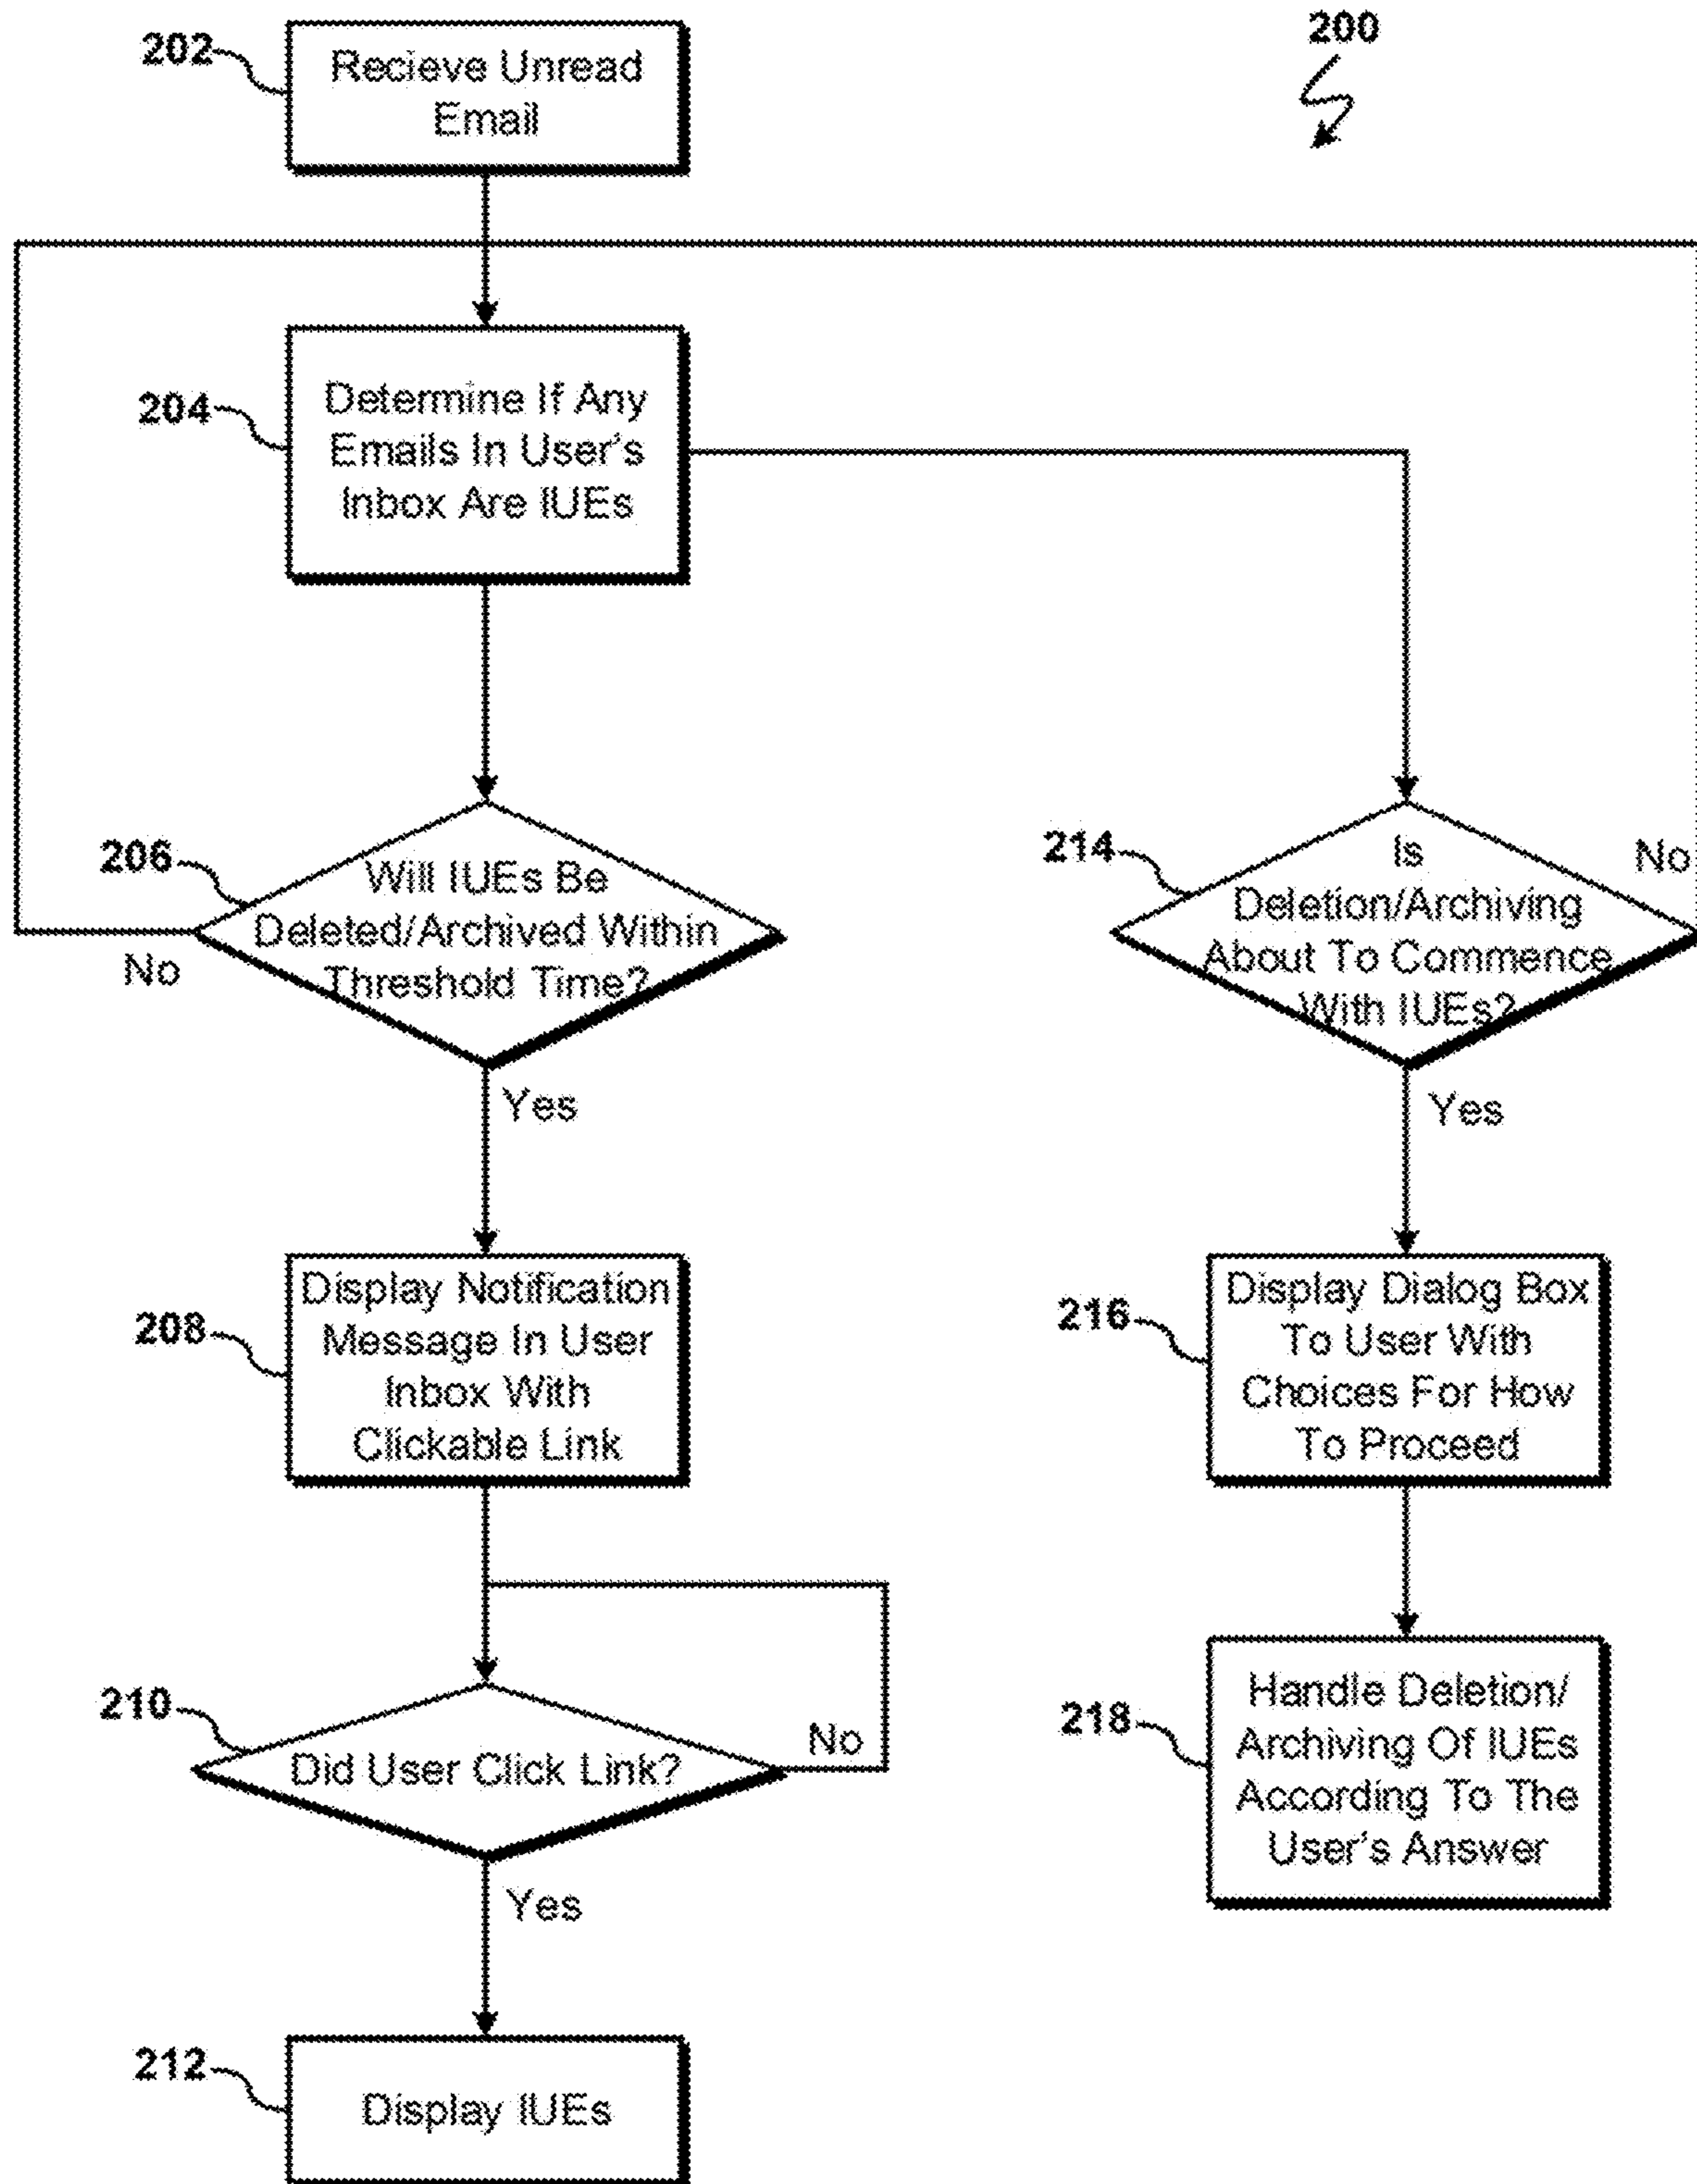 200
202
Recieve Unread
Email
204
Determine If Any
Emails In User's
Inbox Are IUEs
206
Will IUEs Be
Deleted/Archived Within
Threshold Time?
No
Yes
208
Display Notification
Message In User
Inbox With
Clickable Link
210
Did User Click Link?
No
Yes
212
Display IUEs
214
Is
Deletion/Archiving
About To Commence
With IUEs?
No
Yes
216
Display Dialog Box
To User With
Choices For How
To Proceed
218
Handle Deletion/
Archiving Of IUEs
According To The
User's Answer